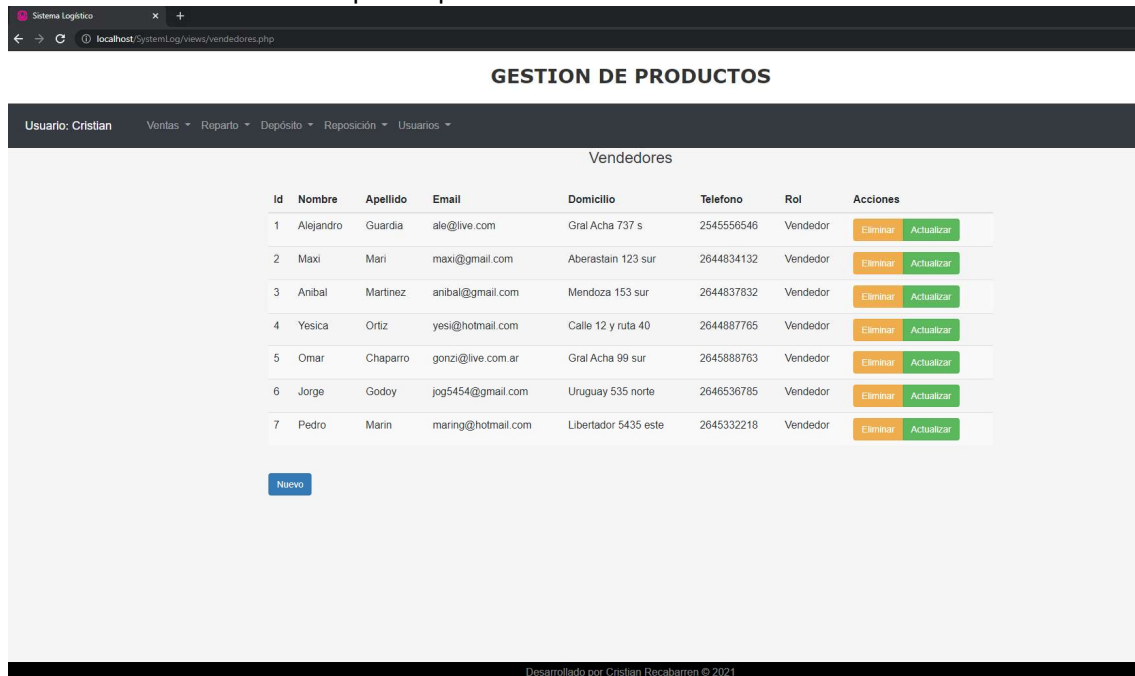 Sistema Logístico
localhost/SystemLog/views/vendedores.php
GESTION DE PRODUCTOS
Usuario: Cristian Ventas Reparto Depósito Reposición Usuarios
Vendedores
Id Nombre Apellido Email Domicilio Telefono Rol Acciones
1 Alejandro Guardia ale@live.com Gral Acha 737 s 2545556546 Vendedor Eliminar Actualizar
2 Maxi Mari maxi@gmail.com Aberastain 123 sur 2644834132 Vendedor Eliminar Actualizar
3 Anibal Martinez anibal@gmail.com Mendoza 153 sur 2644837832 Vendedor Eliminar Actualizar
4 Yesica Ortiz yesi@hotmail.com Calle 12 y ruta 40 2644887765 Vendedor Eliminar Actualizar
5 Omar Chaparro gonzi@live.com.ar Gral Acha 99 sur 2645888763 Vendedor Eliminar Actualizar
6 Jorge Godoy jog5454@gmail.com Uruguay 535 norte 2646536785 Vendedor Eliminar Actualizar
7 Pedro Marin maring@hotmail.com Libertador 5435 este 2645332218 Vendedor Eliminar Actualizar
Nuevo
Desarrollado por Cristian Recabarren © 2021